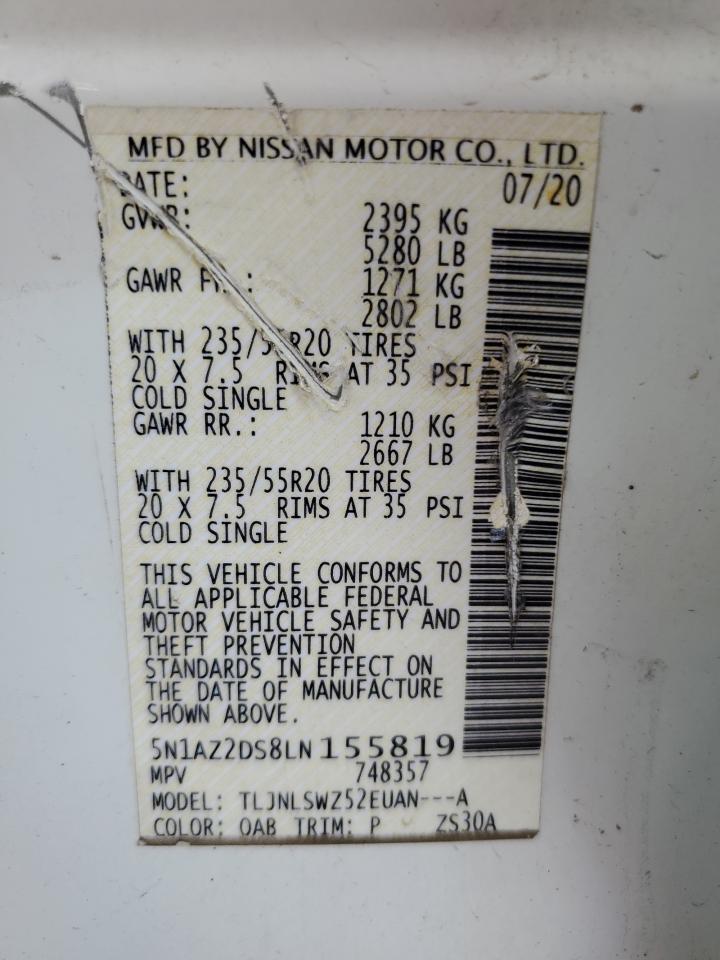 MFD BY NISSAN MOTOR CO., LTD.
DATE: 07/20
GVWR: 2395 KG
5280 LB
GAWR FR.: 1271 KG
2802 LB
WITH 235/55R20 TIRES
20 X 7.5 RIMS AT 35 PSI
COLD SINGLE
GAWR RR.: 1210 KG
2667 LB
WITH 235/55R20 TIRES
20 X 7.5 RIMS AT 35 PSI
COLD SINGLE
THIS VEHICLE CONFORMS TO
ALL APPLICABLE FEDERAL
MOTOR VEHICLE SAFETY AND
THEFT PREVENTION
STANDARDS IN EFFECT ON
THE DATE OF MANUFACTURE
SHOWN ABOVE.
5N1AZ2DS8LN155819
MPV 748357
MODEL: TLJNLSWZ52EUAN---A
COLOR: QAB TRIM: P ZS30A